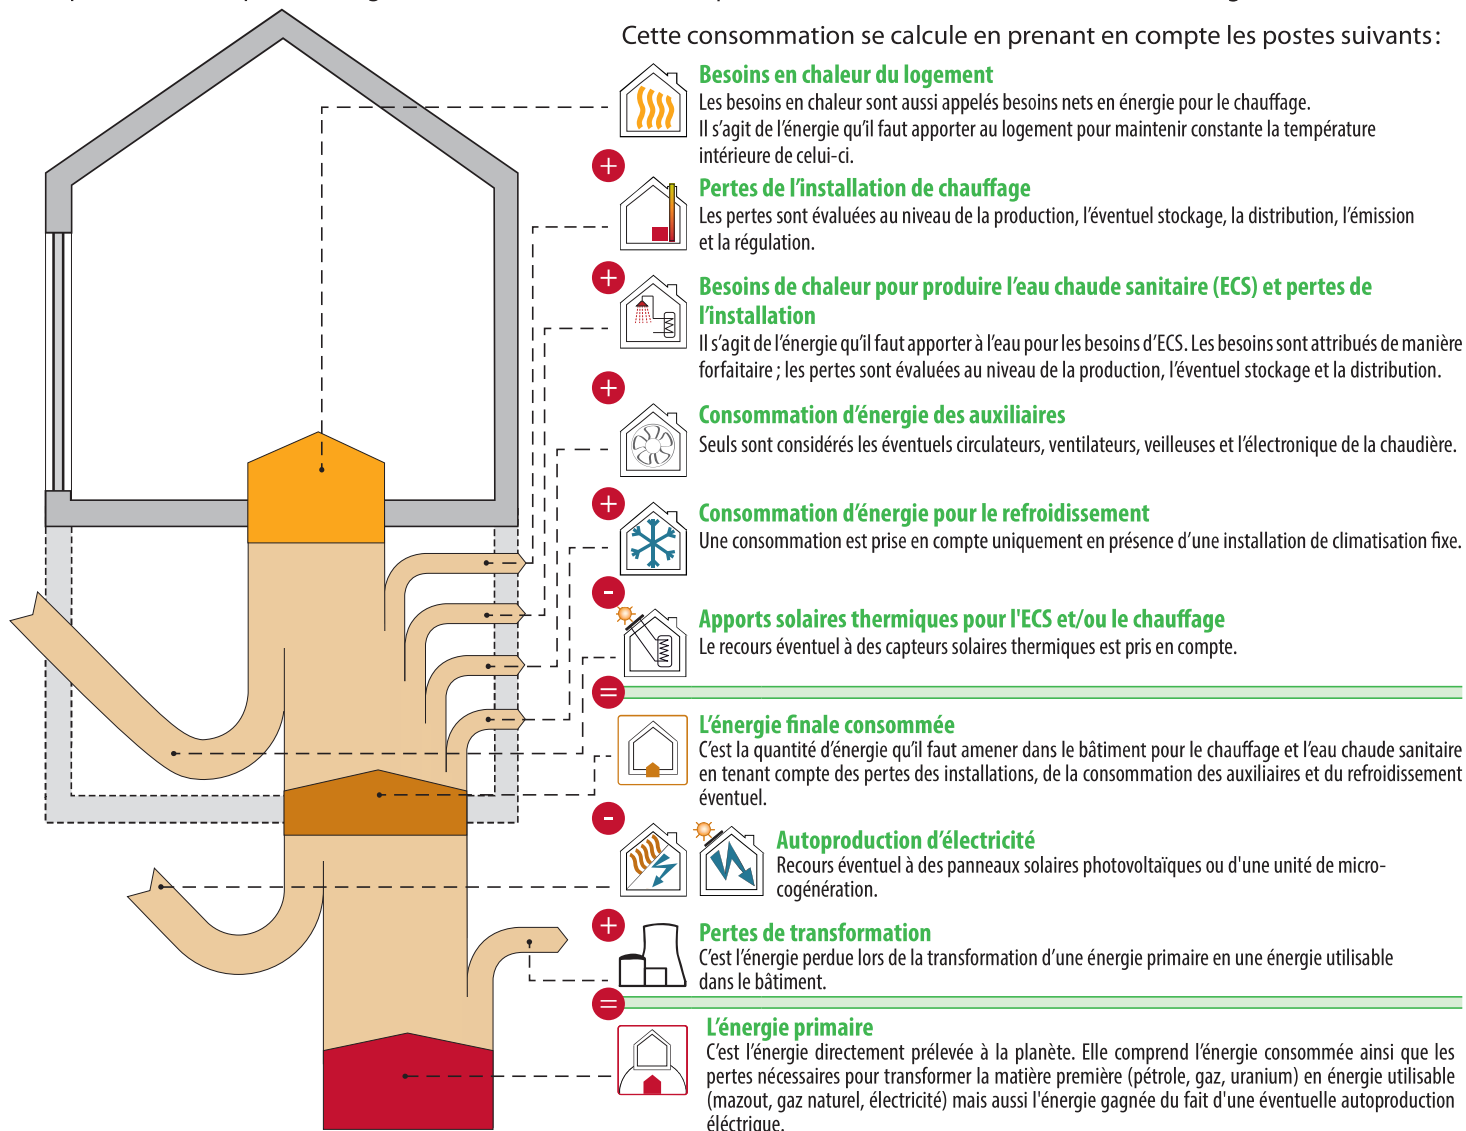 Cette consommation se calcule en prenant en compte les postes suivants :
Besoins en chaleur du logement
Les besoins en chaleur sont aussi appelés besoins nets en énergie pour le chauffage.
Il s'agit de l'énergie qu'il faut apporter au logement pour maintenir constante la température
intérieure de celui-ci.
+
Pertes de l'installation de chauffage
Les pertes sont évaluées au niveau de la production, l'éventuel stockage, la distribution, l'émission
et la régulation.
+
Besoins de chaleur pour produire l'eau chaude sanitaire (ECS) et pertes de
l'installation
Il s'agit de l'énergie qu'il faut apporter à l'eau pour les besoins d'ECS. Les besoins sont attribués de manière
forfaitaire ; les pertes sont évaluées au niveau de la production, l'éventuel stockage et la distribution.
+
Consommation d'énergie des auxiliaires
Seuls sont considérés les éventuels circulateurs, ventilateurs, veilleuses et l'électronique de la chaudière.
+
Consommation d'énergie pour le refroidissement
Une consommation est prise en compte uniquement en présence d'une installation de climatisation fixe.
-
Apports solaires thermiques pour l'ECS et/ou le chauffage
Le recours éventuel à des capteurs solaires thermiques est pris en compte.
=
L'énergie finale consommée
C'est la quantité d'énergie qu'il faut amener dans le bâtiment pour le chauffage et l'eau chaude sanitaire
en tenant compte des pertes des installations, de la consommation des auxiliaires et du refroidissement
éventuel.
-
Autoproduction d'électricité
Recours éventuel à des panneaux solaires photovoltaïques ou d'une unité de micro-
cogénération.
+
Pertes de transformation
C'est l'énergie perdue lors de la transformation d'une énergie primaire en une énergie utilisable
dans le bâtiment.
=
L'énergie primaire
C'est l'énergie directement prélevée à la planète. Elle comprend l'énergie consommée ainsi que les
pertes nécessaires pour transformer la matière première (pétrole, gaz, uranium) en énergie utilisable
(mazout, gaz naturel, électricité) mais aussi l'énergie gagnée du fait d'une éventuelle autoproduction
éléctrique.